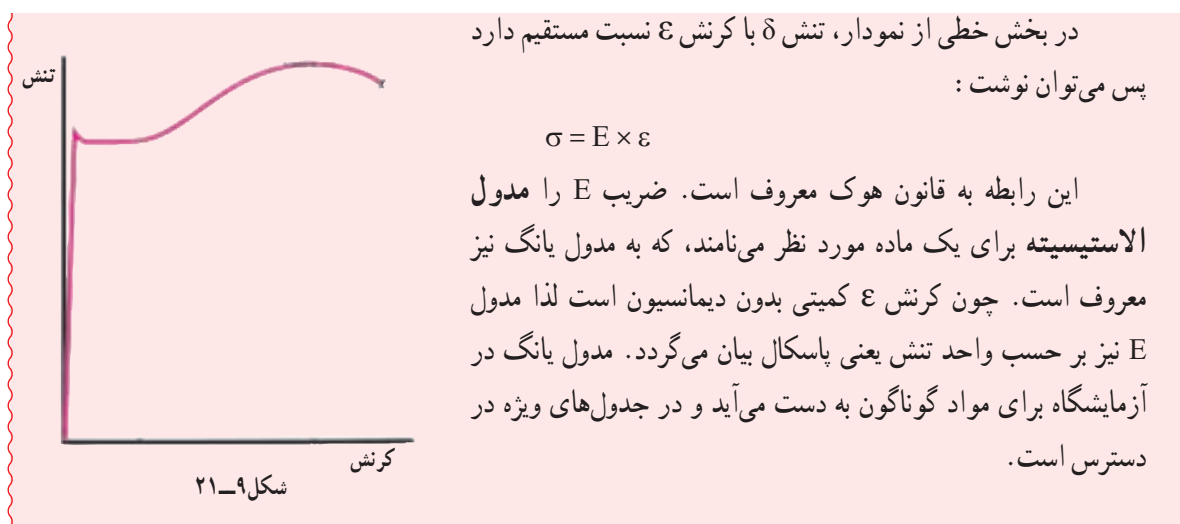 در بخش خطی از نمودار، تنش δ با کرنش ε نسبت مستقیم دارد
پس می‌توان نوشت :
σ = E × ε
این رابطه به قانون هوک معروف است. ضریب E را مدول
الاستیسیته برای یک ماده مورد نظر می‌نامند، که به مدول یانگ نیز
معروف است. چون کرنش ε کمیتی بدون دیمانسیون است لذا مدول
E نیز بر حسب واحد تنش یعنی پاسکال بیان می‌گردد. مدول یانگ در
آزمایشگاه برای مواد گوناگون به دست می‌آید و در جدول‌های ویژه در
دسترس است.
تنش
کرنش
شکل۹ــ۲۱